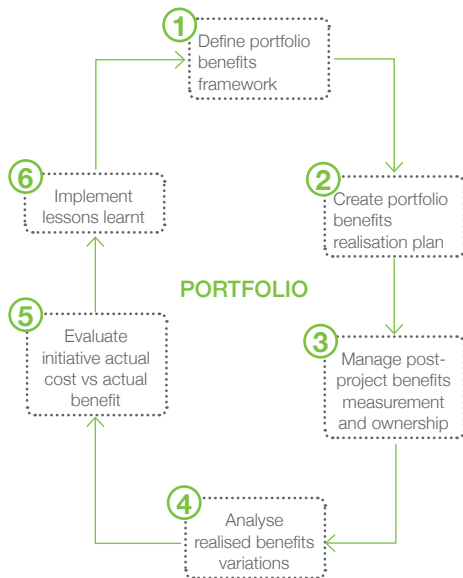 1
Define portfolio
benefits
framework
2
Create portfolio
benefits
realisation plan
3
Manage post-
project benefits
measurement
and ownership
4
Analyse
realised benefits
variations
5
Evaluate
initiative actual
cost vs actual
benefit
6
Implement
lessons learnt
PORTFOLIO